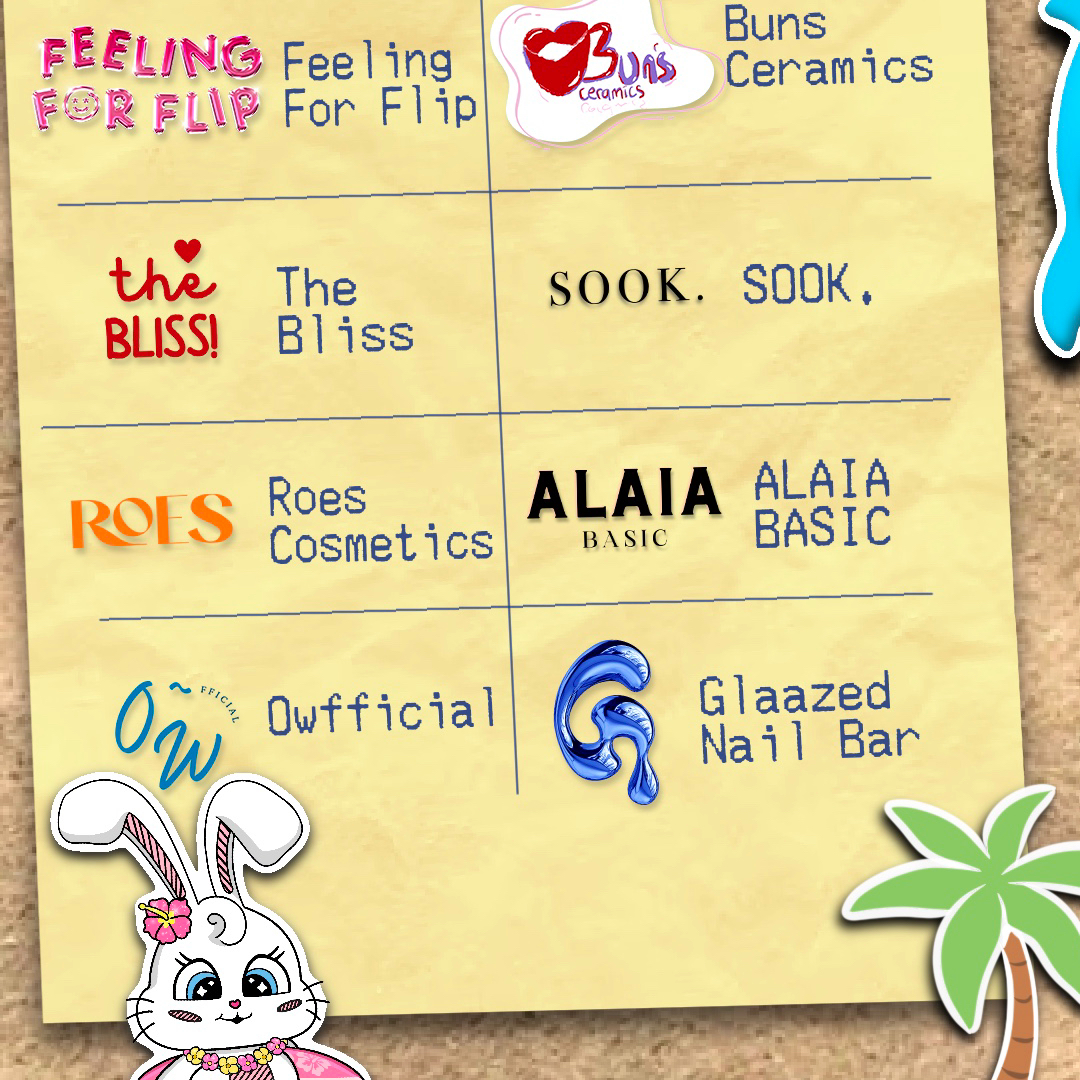 FEELING
FOR FLIP
Feeling
For Flip
Bun's
ceramics
Buns
Ceramics
the
BLISS!
The
Bliss
SOOK.
SOOK.
ROES
Roes
Cosmetics
ALAIA
BASIC
ALAIA
BASIC
OW
FFICIAL
Owfficial
G
Glaazed
Nail Bar